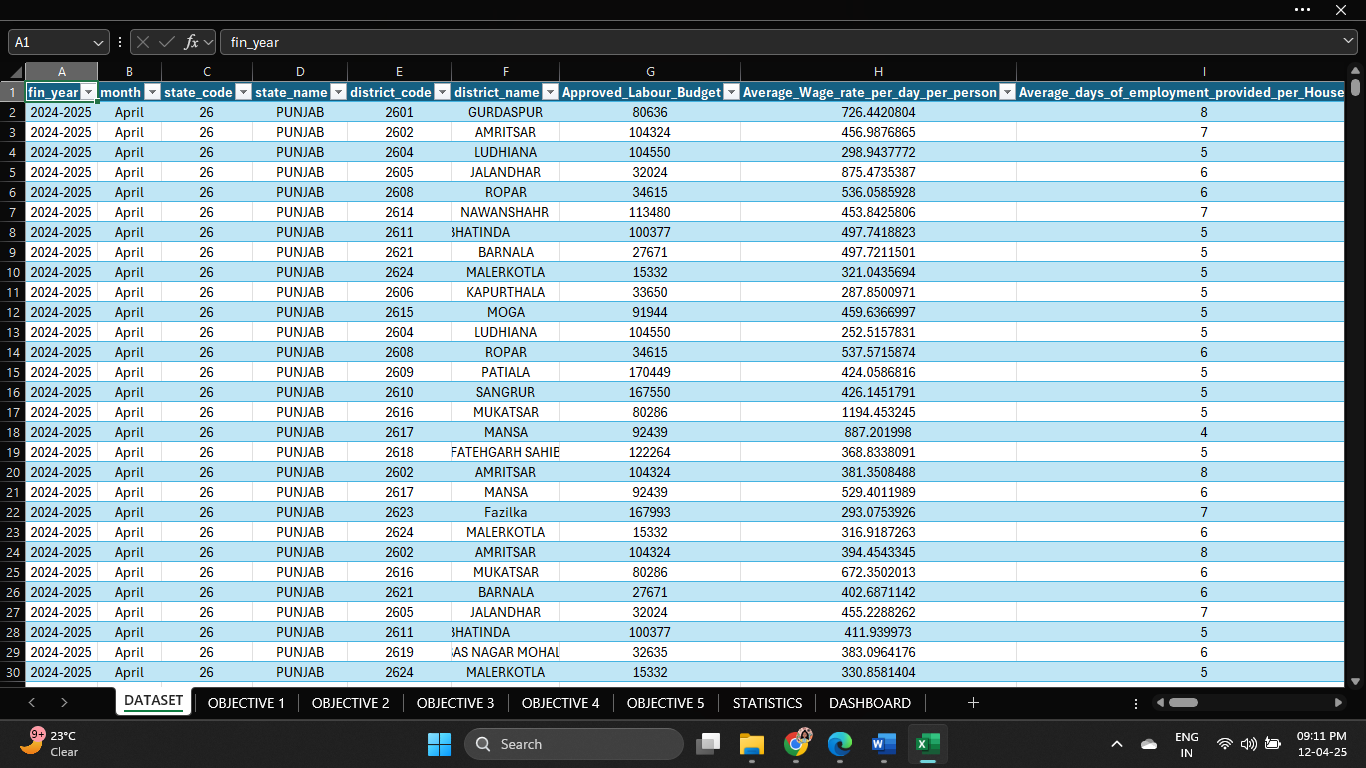 A1 fx fin_year
A B C D E F G H I
1 fin_year month state_code state_name district_code district_name Approved_Labour_Budget Average_Wage_rate_per_day_per_person Average_days_of_employment_provided_per_House
2 2024-2025 April 26 PUNJAB 2601 GURDASPUR 80636 726.4420804 8
3 2024-2025 April 26 PUNJAB 2602 AMRITSAR 104324 456.9876865 7
4 2024-2025 April 26 PUNJAB 2604 LUDHIANA 104550 298.9437772 5
5 2024-2025 April 26 PUNJAB 2605 JALANDHAR 32024 875.4735387 6
6 2024-2025 April 26 PUNJAB 2608 ROPAR 34615 536.0585928 6
7 2024-2025 April 26 PUNJAB 2614 NAWANSHAHR 113480 453.8425806 7
8 2024-2025 April 26 PUNJAB 2611 BHATINDA 100377 497.7418823 5
9 2024-2025 April 26 PUNJAB 2621 BARNALA 27671 497.7211501 5
10 2024-2025 April 26 PUNJAB 2624 MALERKOTLA 15332 321.0435694 5
11 2024-2025 April 26 PUNJAB 2606 KAPURTHALA 33650 287.8500971 5
12 2024-2025 April 26 PUNJAB 2615 MOGA 91944 459.6366997 5
13 2024-2025 April 26 PUNJAB 2604 LUDHIANA 104550 252.5157831 5
14 2024-2025 April 26 PUNJAB 2608 ROPAR 34615 537.5715874 6
15 2024-2025 April 26 PUNJAB 2609 PATIALA 170449 424.0586816 5
16 2024-2025 April 26 PUNJAB 2610 SANGRUR 167550 426.1451791 5
17 2024-2025 April 26 PUNJAB 2616 MUKATSAR 80286 1194.453245 5
18 2024-2025 April 26 PUNJAB 2617 MANSA 92439 887.201998 4
19 2024-2025 April 26 PUNJAB 2618 FATEHGARH SAHIB 122264 368.8338091 5
20 2024-2025 April 26 PUNJAB 2602 AMRITSAR 104324 381.3508488 8
21 2024-2025 April 26 PUNJAB 2617 MANSA 92439 529.4011989 6
22 2024-2025 April 26 PUNJAB 2623 Fazilka 167993 293.0753926 7
23 2024-2025 April 26 PUNJAB 2624 MALERKOTLA 15332 316.9187263 6
24 2024-2025 April 26 PUNJAB 2602 AMRITSAR 104324 394.4543345 8
25 2024-2025 April 26 PUNJAB 2616 MUKATSAR 80286 672.3502013 6
26 2024-2025 April 26 PUNJAB 2621 BARNALA 27671 402.6871142 6
27 2024-2025 April 26 PUNJAB 2605 JALANDHAR 32024 455.2288262 7
28 2024-2025 April 26 PUNJAB 2611 BHATINDA 100377 411.939973 5
29 2024-2025 April 26 PUNJAB 2619 SAS NAGAR MOHAL 32635 383.0964176 6
30 2024-2025 April 26 PUNJAB 2624 MALERKOTLA 15332 330.8581404 5
DATASET OBJECTIVE 1 OBJECTIVE 2 OBJECTIVE 3 OBJECTIVE 4 OBJECTIVE 5 STATISTICS DASHBOARD
9+ 23°C Search ENG 09:11 PM
Clear IN 12-04-25